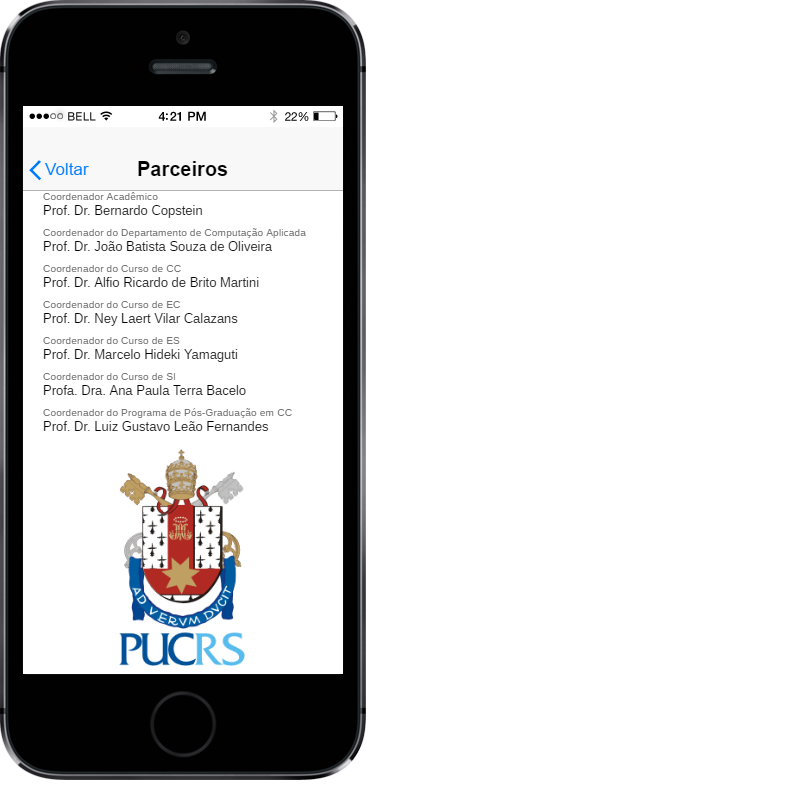 BELL 4:21 PM 22%
Voltar Parceiros
Coordenador Acadêmico
Prof. Dr. Bernardo Copstein
Coordenador do Departamento de Computação Aplicada
Prof. Dr. João Batista Souza de Oliveira
Coordenador do Curso de CC
Prof. Dr. Alfio Ricardo de Brito Martini
Coordenador do Curso de EC
Prof. Dr. Ney Laert Vilar Calazans
Coordenador do Curso de ES
Prof. Dr. Marcelo Hideki Yamaguti
Coordenador do Curso de SI
Profa. Dra. Ana Paula Terra Bacelo
Coordenador do Programa de Pós-Graduação em CC
Prof. Dr. Luiz Gustavo Leão Fernandes
AD VERVM DVCIT
PUCRS